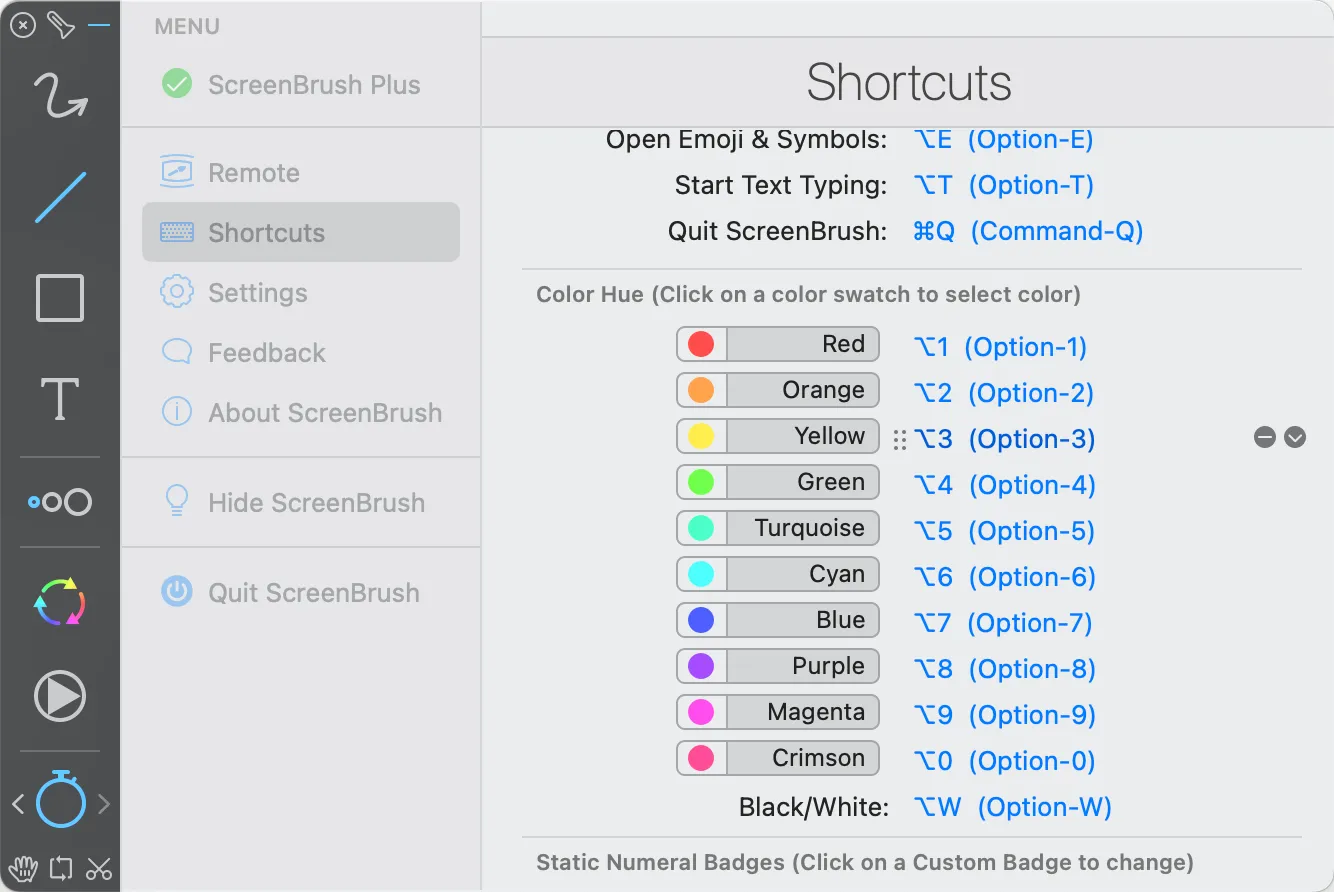 MENU
ScreenBrush Plus
Remote
Shortcuts
Settings
Feedback
About ScreenBrush
Hide ScreenBrush
Quit ScreenBrush
T
Shortcuts
Open Emoji & Symbols: ⌥E (Option-E)
Start Text Typing: ⌥T (Option-T)
Quit ScreenBrush: ⌘Q (Command-Q)
Color Hue (Click on a color swatch to select color)
Red ⌥1 (Option-1)
Orange ⌥2 (Option-2)
Yellow ⌥3 (Option-3)
Green ⌥4 (Option-4)
Turquoise ⌥5 (Option-5)
Cyan ⌥6 (Option-6)
Blue ⌥7 (Option-7)
Purple ⌥8 (Option-8)
Magenta ⌥9 (Option-9)
Crimson ⌥0 (Option-0)
Black/White: ⌥W (Option-W)
Static Numeral Badges (Click on a Custom Badge to change)